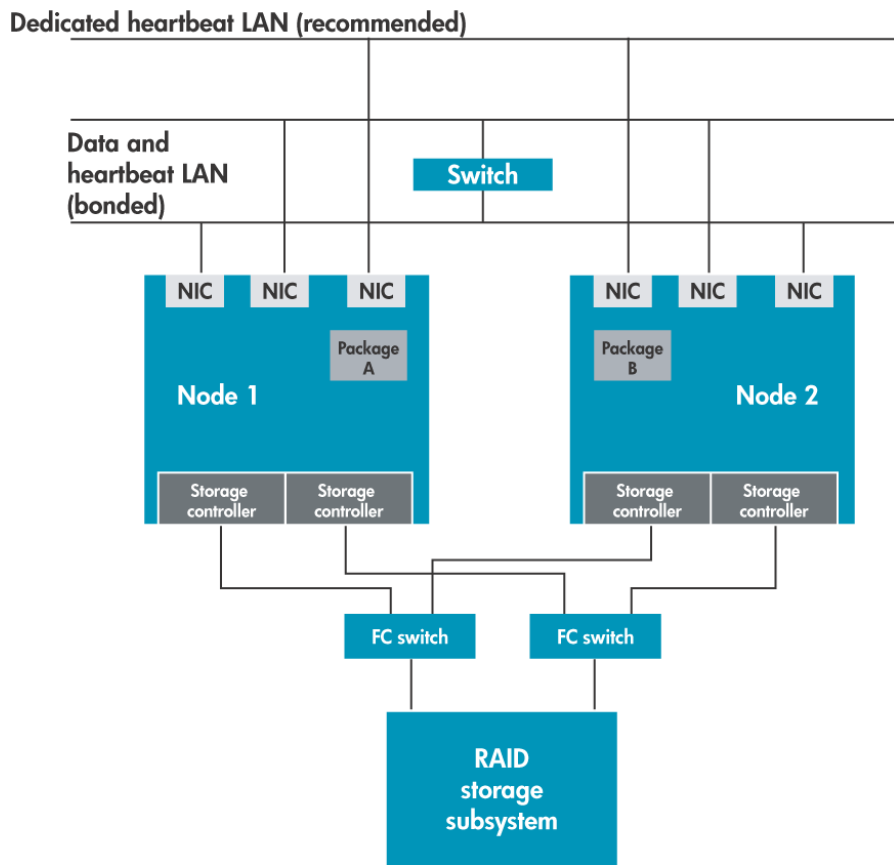 Dedicated heartbeat LAN (recommended)
Data and
heartbeat LAN
(bonded)
Switch
NIC
NIC
NIC
NIC
NIC
NIC
Package
A
Package
B
Node 1
Node 2
Storage
controller
Storage
controller
Storage
controller
Storage
controller
FC switch
FC switch
RAID
storage
subsystem